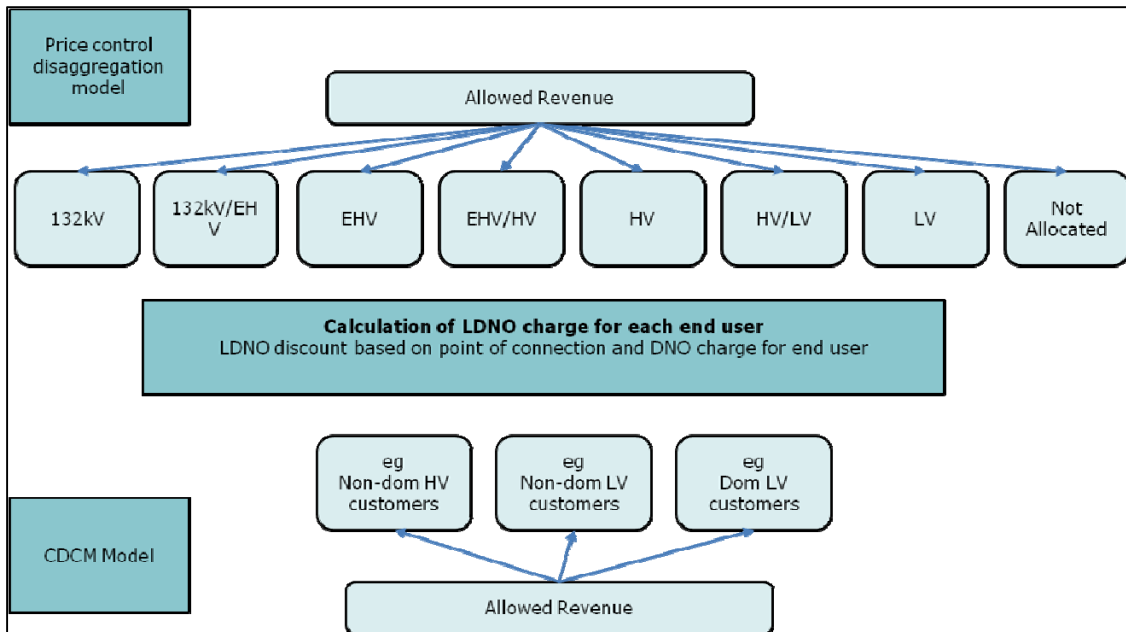 Price control
disaggregation
model
Allowed Revenue
132kV
132kV/EH
V
EHV
EHV/HV
HV
HV/LV
LV
Not
Allocated
Calculation of LDNO charge for each end user
LDNO discount based on point of connection and DNO charge for end user
eg
Non-dom HV
customers
eg
Non-dom LV
customers
eg
Dom LV
customers
CDCM Model
Allowed Revenue